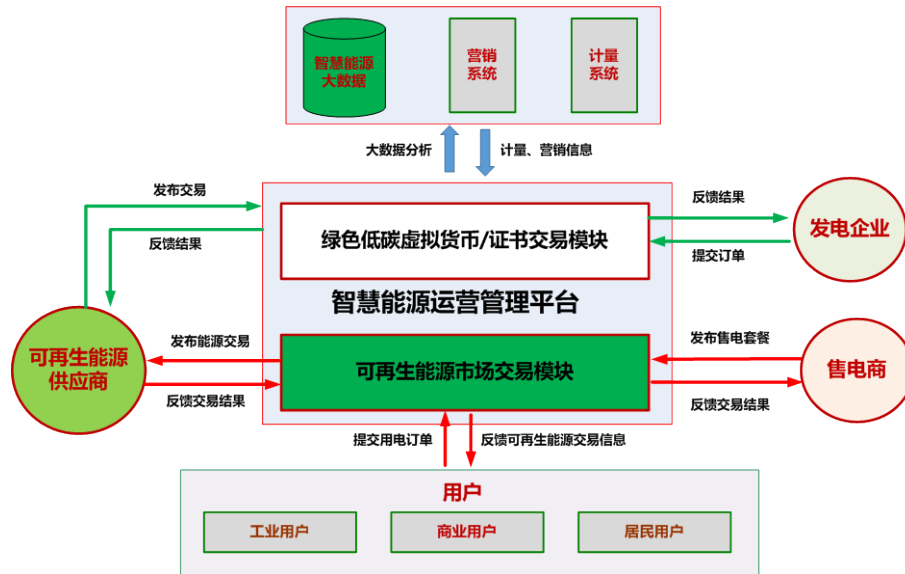 智慧能源
大数据
营销
系统
计量
系统
大数据分析
计量、营销信息
发布交易
反馈结果
绿色低碳虚拟货币/证书交易模块
反馈结果
提交订单
发电企业
智慧能源运营管理平台
可再生能源
供应商
发布能源交易
反馈交易结果
可再生能源市场交易模块
发布售电套餐
反馈交易结果
售电商
提交用电订单
反馈可再生能源交易信息
用户
工业用户
商业用户
居民用户